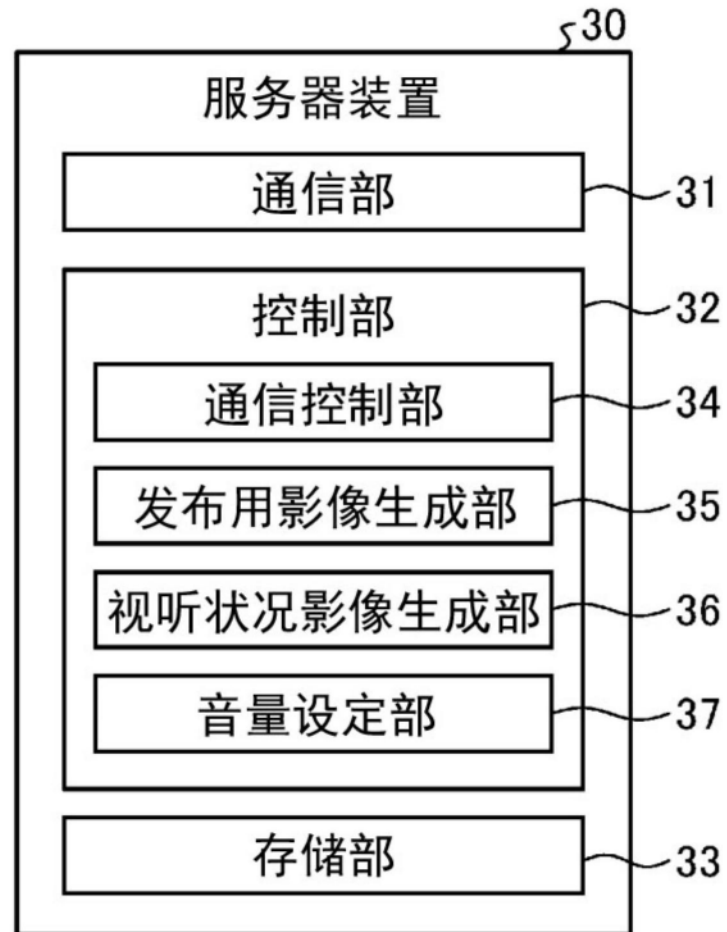 30
服务器装置
通信部 31
控制部 32
通信控制部 34
发布用影像生成部 35
视听状况影像生成部 36
音量设定部 37
存储部 33